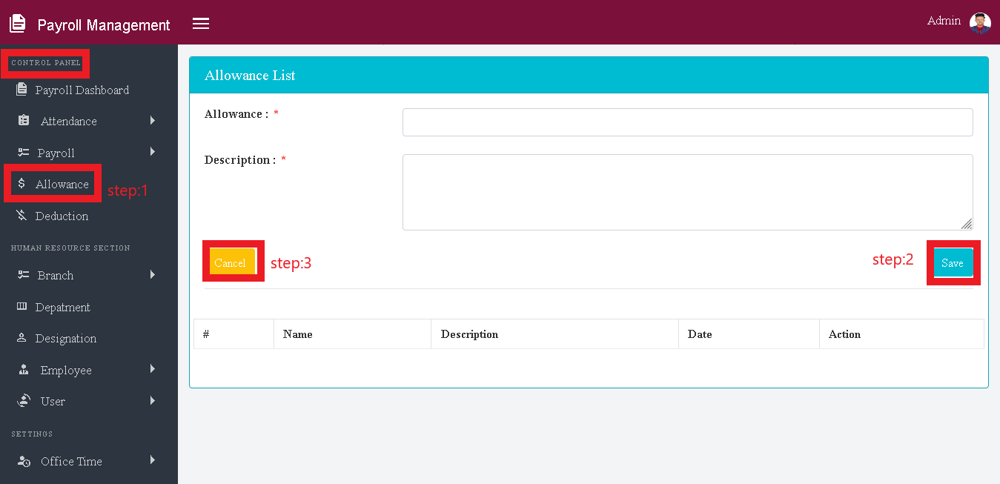 Payroll Management
Admin
CONTROL PANEL
Payroll Dashboard
Attendance
Payroll
Allowance
step:1
Deduction
HUMAN RESOURCE SECTION
Branch
Depatment
Designation
Employee
User
SETTINGS
Office Time
Allowance List
Allowance : *
Description : *
Cancel step:3 step:2 Save
# Name Description Date Action